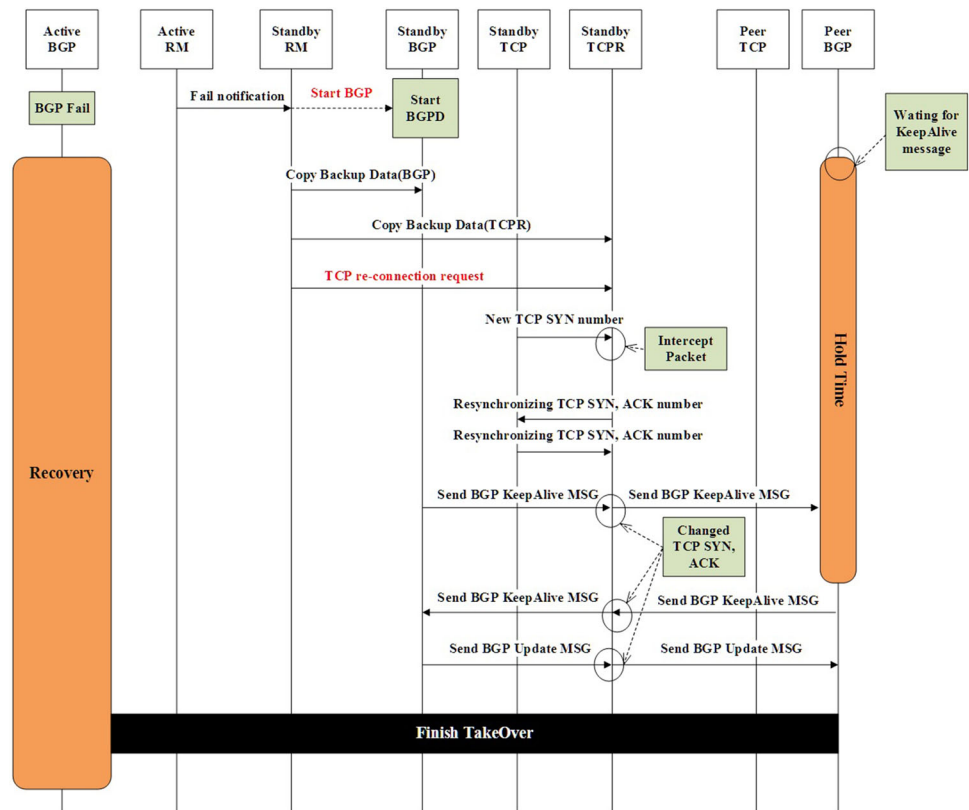 Active
BGP
Active
RM
Standby
RM
Standby
BGP
Standby
TCP
Standby
TCPR
Peer
TCP
Peer
BGP
BGP Fail
Fail notification
Start BGP
Start
BGPD
Wating for
KeepAlive
message
Copy Backup Data(BGP)
Copy Backup Data(TCPR)
TCP re-connection request
New TCP SYN number
Intercept
Packet
Hold Time
Resynchronizing TCP SYN, ACK number
Resynchronizing TCP SYN, ACK number
Recovery
Send BGP KeepAlive MSG
Send BGP KeepAlive MSG
Changed
TCP SYN,
ACK
Send BGP KeepAlive MSG
Send BGP KeepAlive MSG
Send BGP Update MSG
Send BGP Update MSG
Finish TakeOver